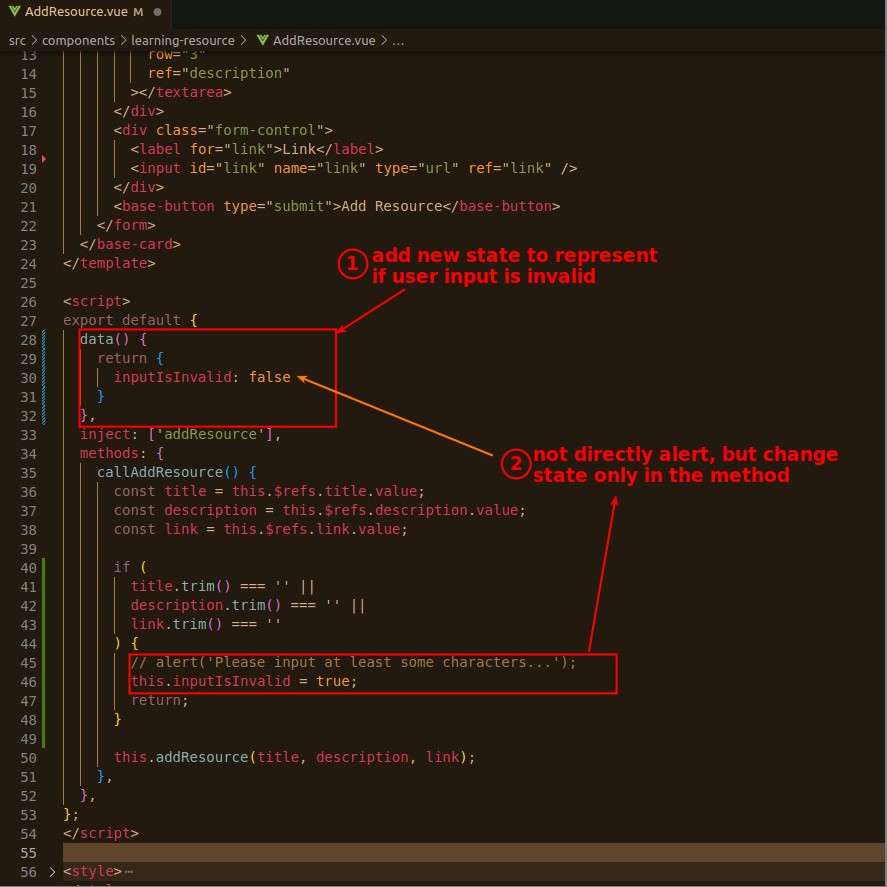 AddResource.vue M
src > components > learning-resource > AddResource.vue > ...
13 row="3"
14 ref="description"
15 ></textarea>
16 </div>
17 <div class="form-control">
18 <label for="link">Link</label>
19 <input id="link" name="link" type="url" ref="link" />
20 </div>
21 <base-button type="submit">Add Resource</base-button>
22 </form>
23 </base-card>
24 </template>
25
1 add new state to represent
if user input is invalid
26 <script>
27 export default {
28 data() {
29 return {
30 inputIsInvalid: false
31 }
32 },
33 inject: ['addResource'],
34 methods: {
2 not directly alert, but change
state only in the method
35 callAddResource() {
36 const title = this.$refs.title.value;
37 const description = this.$refs.description.value;
38 const link = this.$refs.link.value;
39
40 if (
41 title.trim() === '' ||
42 description.trim() === '' ||
43 link.trim() === ''
44 ) {
45 // alert('Please input at least some characters...');
46 this.inputIsInvalid = true;
47 return;
48 }
49
50 this.addResource(title, description, link);
51 },
52 },
53 };
54 </script>
55
56 > <style>...